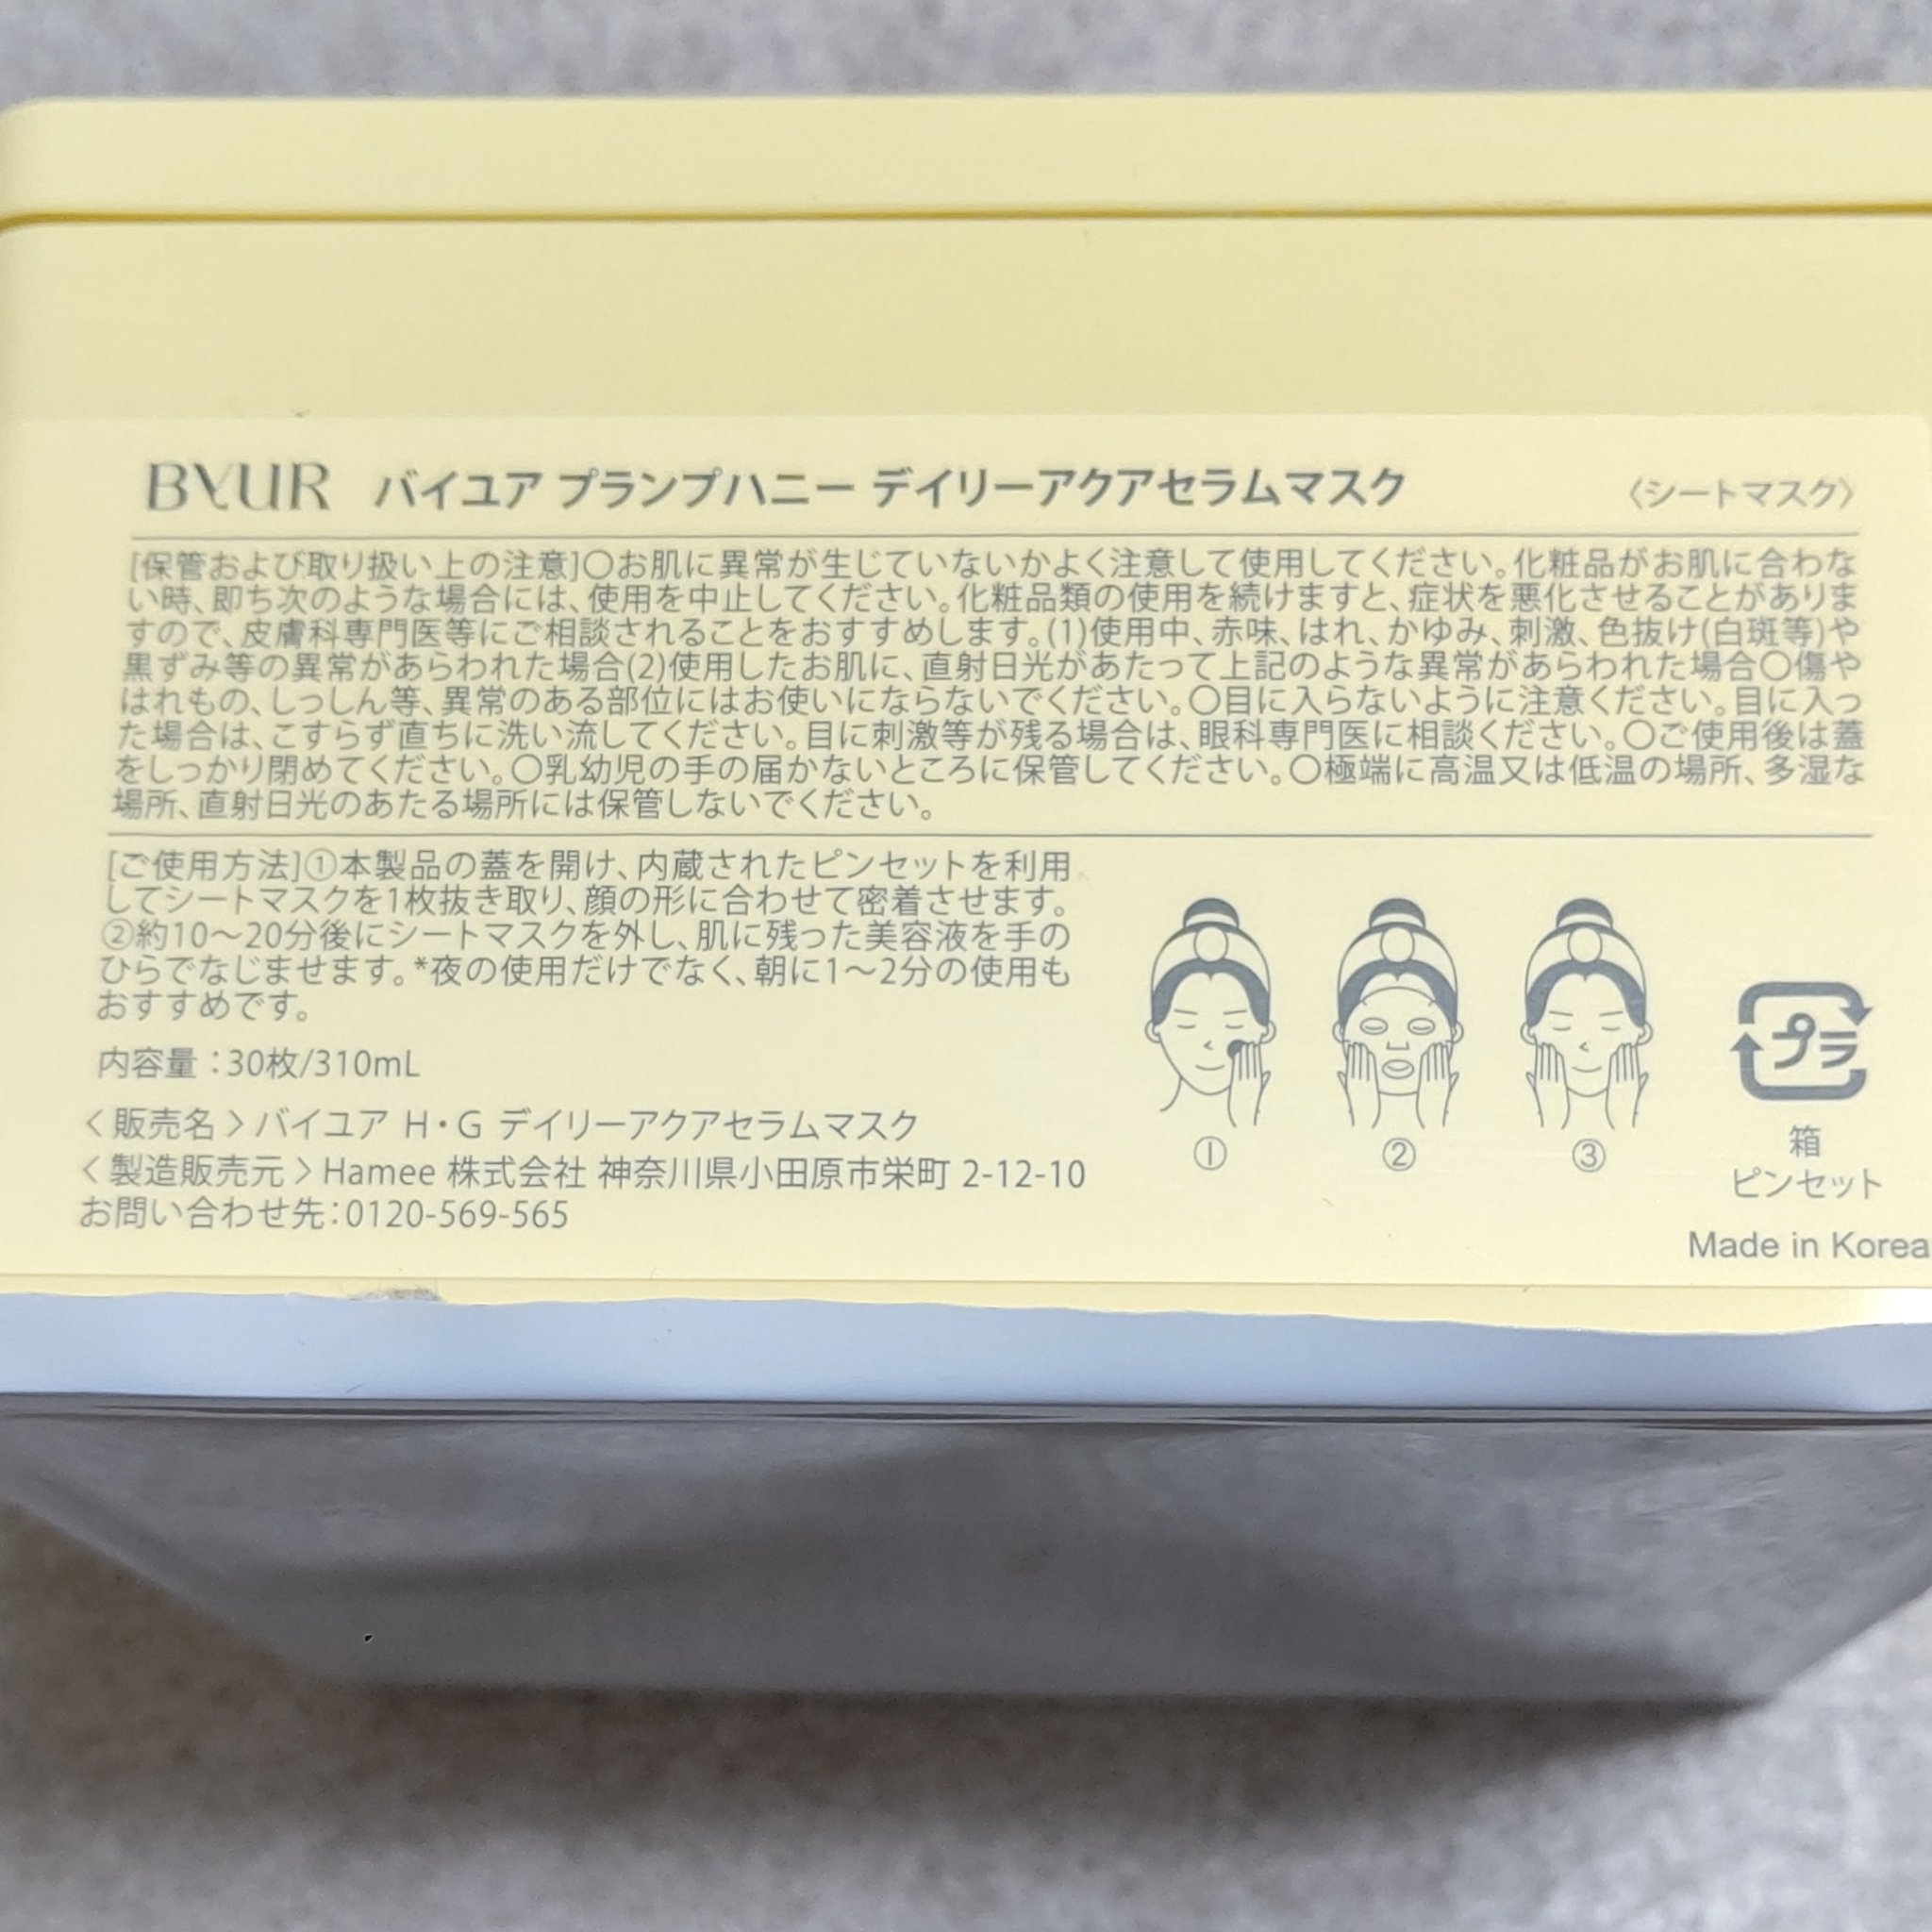 BYUR バイユア プランプハニー デイリーアクアセラムマスク 〈シートマスク〉
[保管および取り扱い上の注意]〇お肌に異常が生じていないかよく注意して使用してください。化粧品がお肌に合わな
い時、即ち次のような場合には、使用を中止してください。化粧品類の使用を続けますと、症状を悪化させることがありま
すので、皮膚科専門医等にご相談されることをおすすめします。(1)使用中、赤味、はれ、かゆみ、刺激、色抜け(白斑等)や
黒ずみ等の異常があらわれた場合(2)使用したお肌に、直射日光があたって上記のような異常があらわれた場合〇傷や
はれもの、しっしん等、異常のある部位にはお使いにならないでください。〇目に入らないように注意ください。目に入っ
た場合は、こすらず直ちに洗い流してください。目に刺激等が残る場合は、眼科専門医に相談ください。〇ご使用後は蓋
をしっかり閉めてください。〇乳幼児の手の届かないところに保管してください。〇極端に高温又は低温の場所、多湿な
場所、直射日光のあたる場所には保管しないでください。
[ご使用方法]①本製品の蓋を開け、内蔵されたピンセットを利用
してシートマスクを1枚抜き取り、顔の形に合わせて密着させます。
②約10～20分後にシートマスクを外し、肌に残った美容液を手の
ひらでなじませます。*夜の使用だけでなく、朝に1～2分の使用も
おすすめです。
内容量：30枚/310mL
〈 販売名 〉バイユア H・G デイリーアクアセラムマスク
〈 製造販売元 〉Hamee 株式会社 神奈川県小田原市栄町 2-12-10
お問い合わせ先：0120-569-565
① ② ③
プラ
箱
ピンセット
Made in Korea